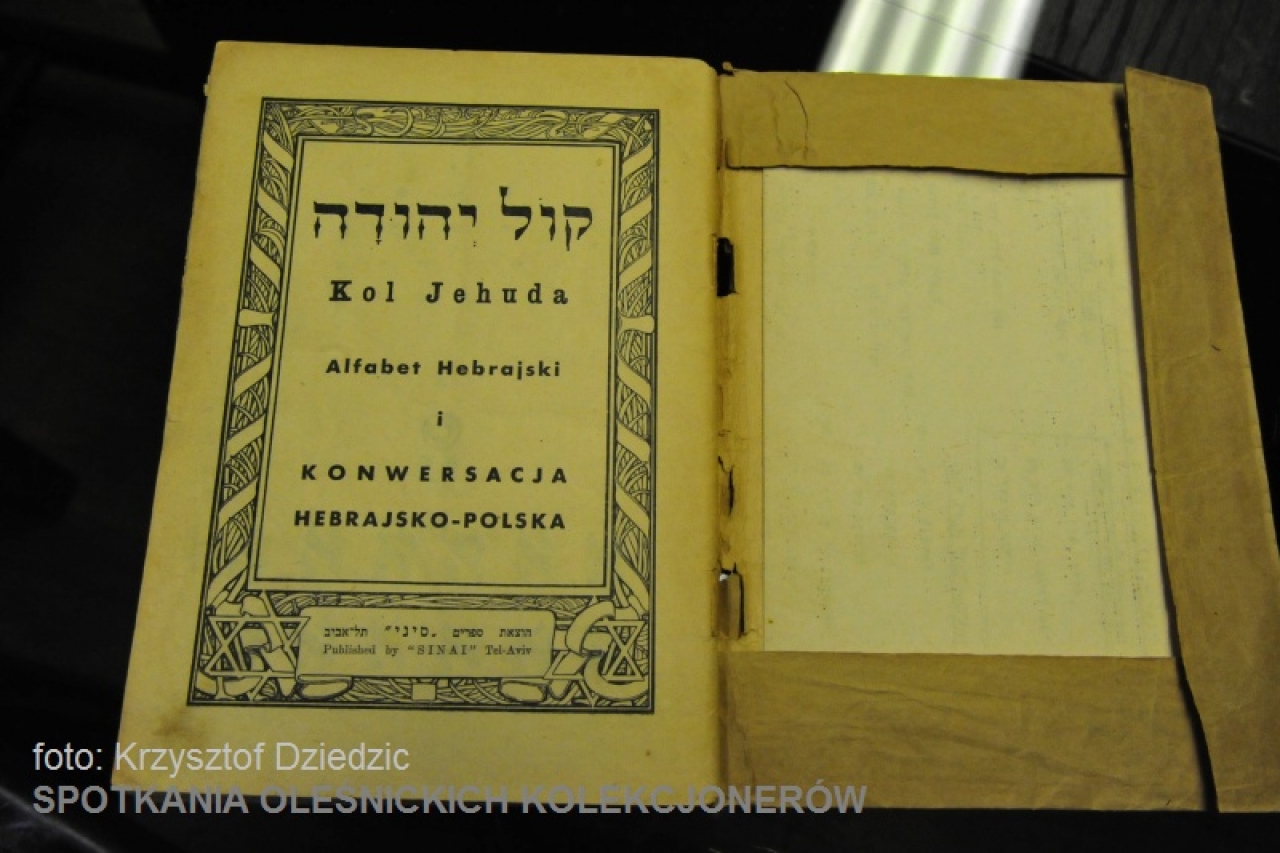 קוֹל יְהוּדָה
Kol Jehuda
Alfabet Hebrajski
i
KONWERSACJA
HEBRAJSKO-POLSKA
הוצאת ספרים „סיני” תל־אביב
Published by "SINAI" Tel-Aviv
foto: Krzysztof Dziedzic
SPOTKANIA OLEŚNICKICH KOLEKCJONERÓW